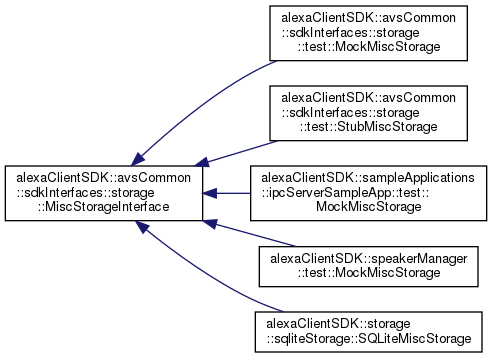 alexaClientSDK::avsCommon
::sdkInterfaces::storage
::test::MockMiscStorage
alexaClientSDK::avsCommon
::sdkInterfaces::storage
::test::StubMiscStorage
alexaClientSDK::avsCommon
::sdkInterfaces::storage
::MiscStorageInterface
alexaClientSDK::sampleApplications
::ipcServerSampleApp::test::
MockMiscStorage
alexaClientSDK::speakerManager
::test::MockMiscStorage
alexaClientSDK::storage
::sqliteStorage::SQLiteMiscStorage